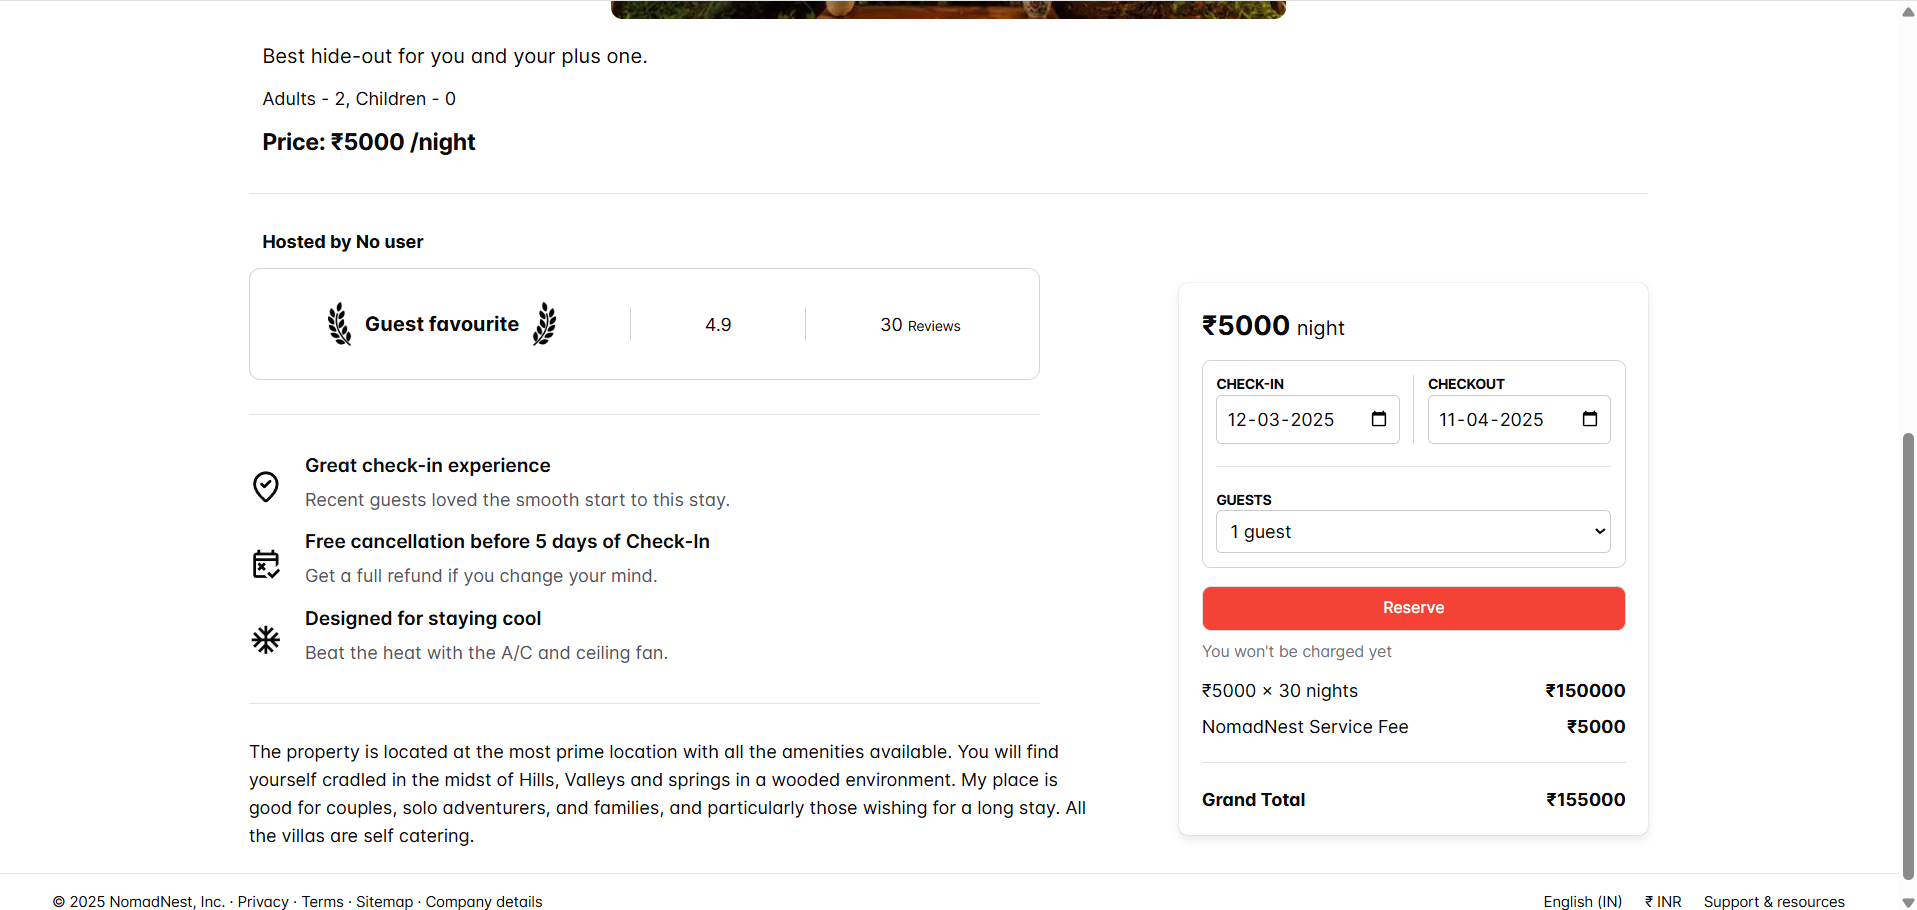 Best hide-out for you and your plus one.
Adults - 2, Children - 0
Price: ₹5000 /night
Hosted by No user
Guest favourite
4.9
30 Reviews
Great check-in experience
Recent guests loved the smooth start to this stay.
Free cancellation before 5 days of Check-In
Get a full refund if you change your mind.
Designed for staying cool
Beat the heat with the A/C and ceiling fan.
The property is located at the most prime location with all the amenities available. You will find
yourself cradled in the midst of Hills, Valleys and springs in a wooded environment. My place is
good for couples, solo adventurers, and families, and particularly those wishing for a long stay. All
the villas are self catering.
₹5000 night
CHECK-IN
12-03-2025
CHECKOUT
11-04-2025
GUESTS
1 guest
Reserve
You won't be charged yet
₹5000 × 30 nights ₹150000
NomadNest Service Fee ₹5000
Grand Total ₹155000
© 2025 NomadNest, Inc. · Privacy · Terms · Sitemap · Company details
English (IN) ₹ INR Support & resources